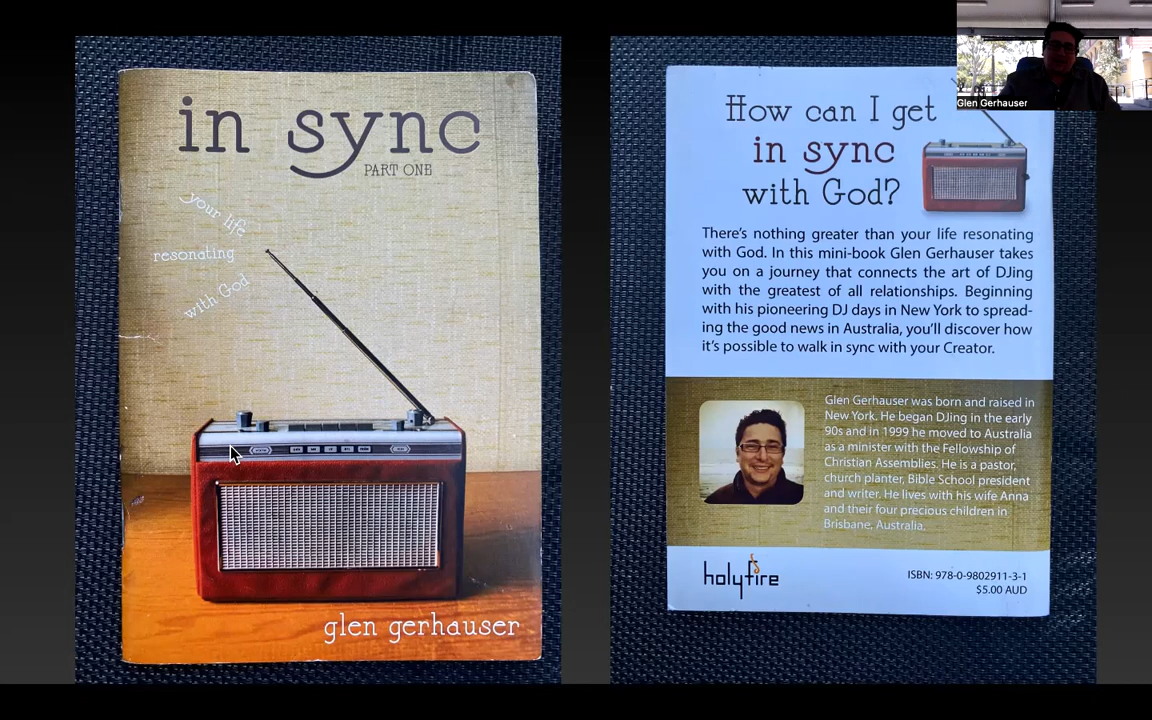 in sync
PART ONE
your life
resonating
with God
glen gerhauser
How can I get
in sync
with God?
There's nothing greater than your life resonating
with God. In this mini-book Glen Gerhauser takes
you on a journey that connects the art of DJing
with the greatest of all relationships. Beginning
with his pioneering DJ days in New York to spread-
ing the good news in Australia, you'll discover how
it's possible to walk in sync with your Creator.
Glen Gerhauser was born and raised in
New York. He began DJing in the early
90s and in 1999 he moved to Australia
as a minister with the Fellowship of
Christian Assemblies. He is a pastor,
church planter, Bible School president
and writer. He lives with his wife Anna
and their four precious children in
Brisbane, Australia.
holyfire
ISBN: 978-0-9802911-3-1
$5.00 AUD
Glen Gerhauser